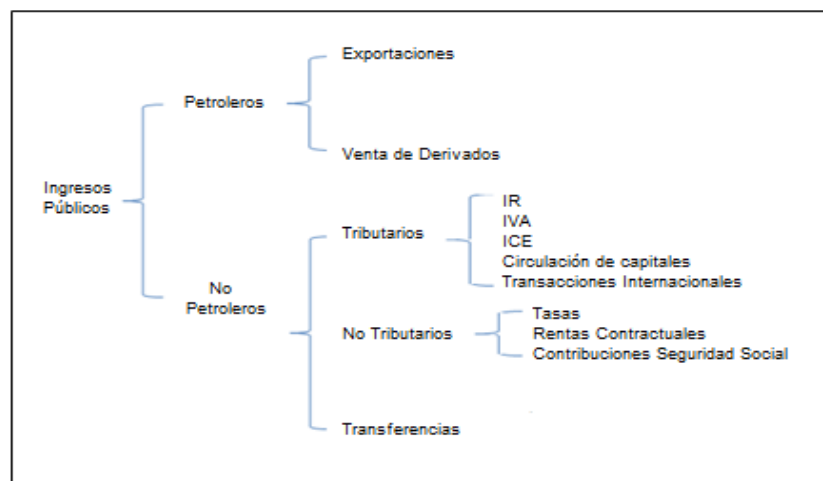 Ingresos
Públicos
Petroleros
Exportaciones
Venta de Derivados
No
Petroleros
Tributarios
IR
IVA
ICE
Circulación de capitales
Transacciones Internacionales
No Tributarios
Tasas
Rentas Contractuales
Contribuciones Seguridad Social
Transferencias